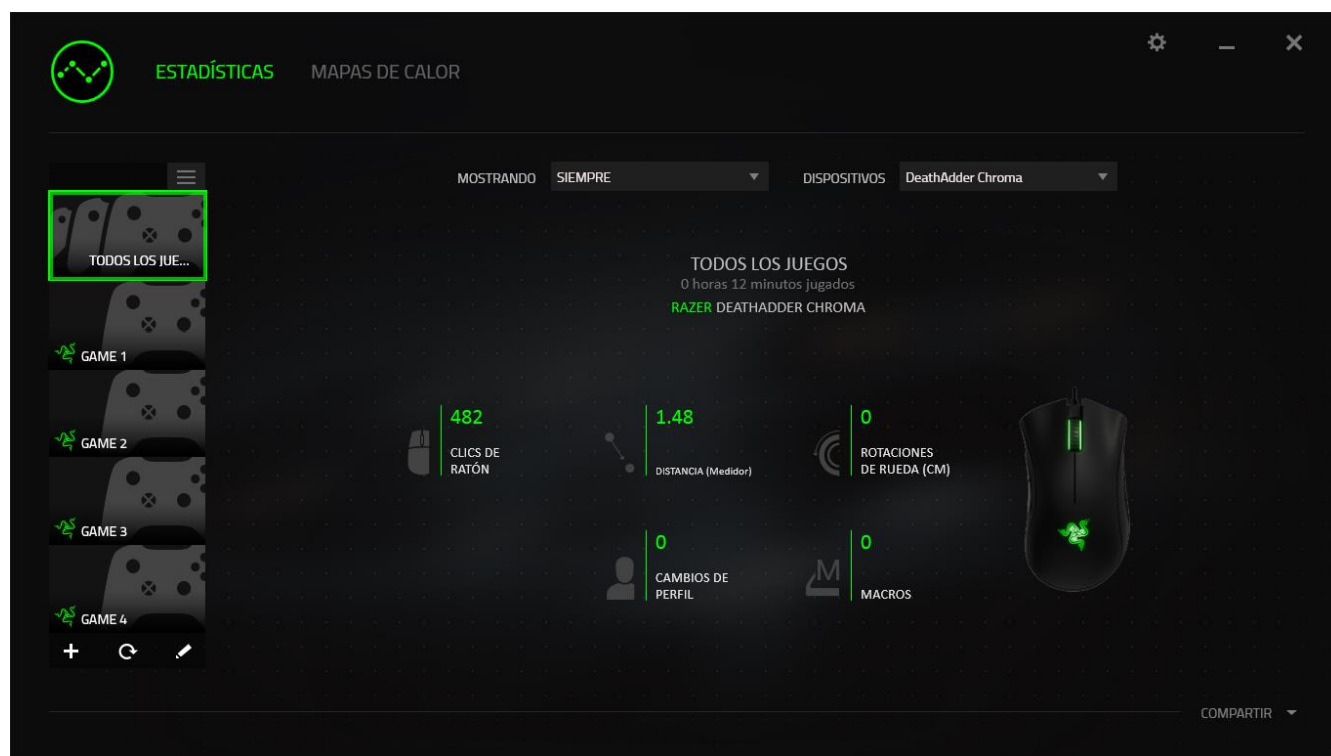 ESTADÍSTICAS MAPAS DE CALOR
MOSTRANDO SIEMPRE DISPOSITIVOS DeathAdder Chroma
TODOS LOS JUE...
GAME 1
GAME 2
GAME 3
GAME 4
TODOS LOS JUEGOS
0 horas 12 minutos jugados
RAZER DEATHADDER CHROMA
482
CLICS DE
RATÓN
1.48
DISTANCIA (Medidor)
0
ROTACIONES
DE RUEDA (CM)
0
CAMBIOS DE
PERFIL
M
0
MACROS
COMPARTIR